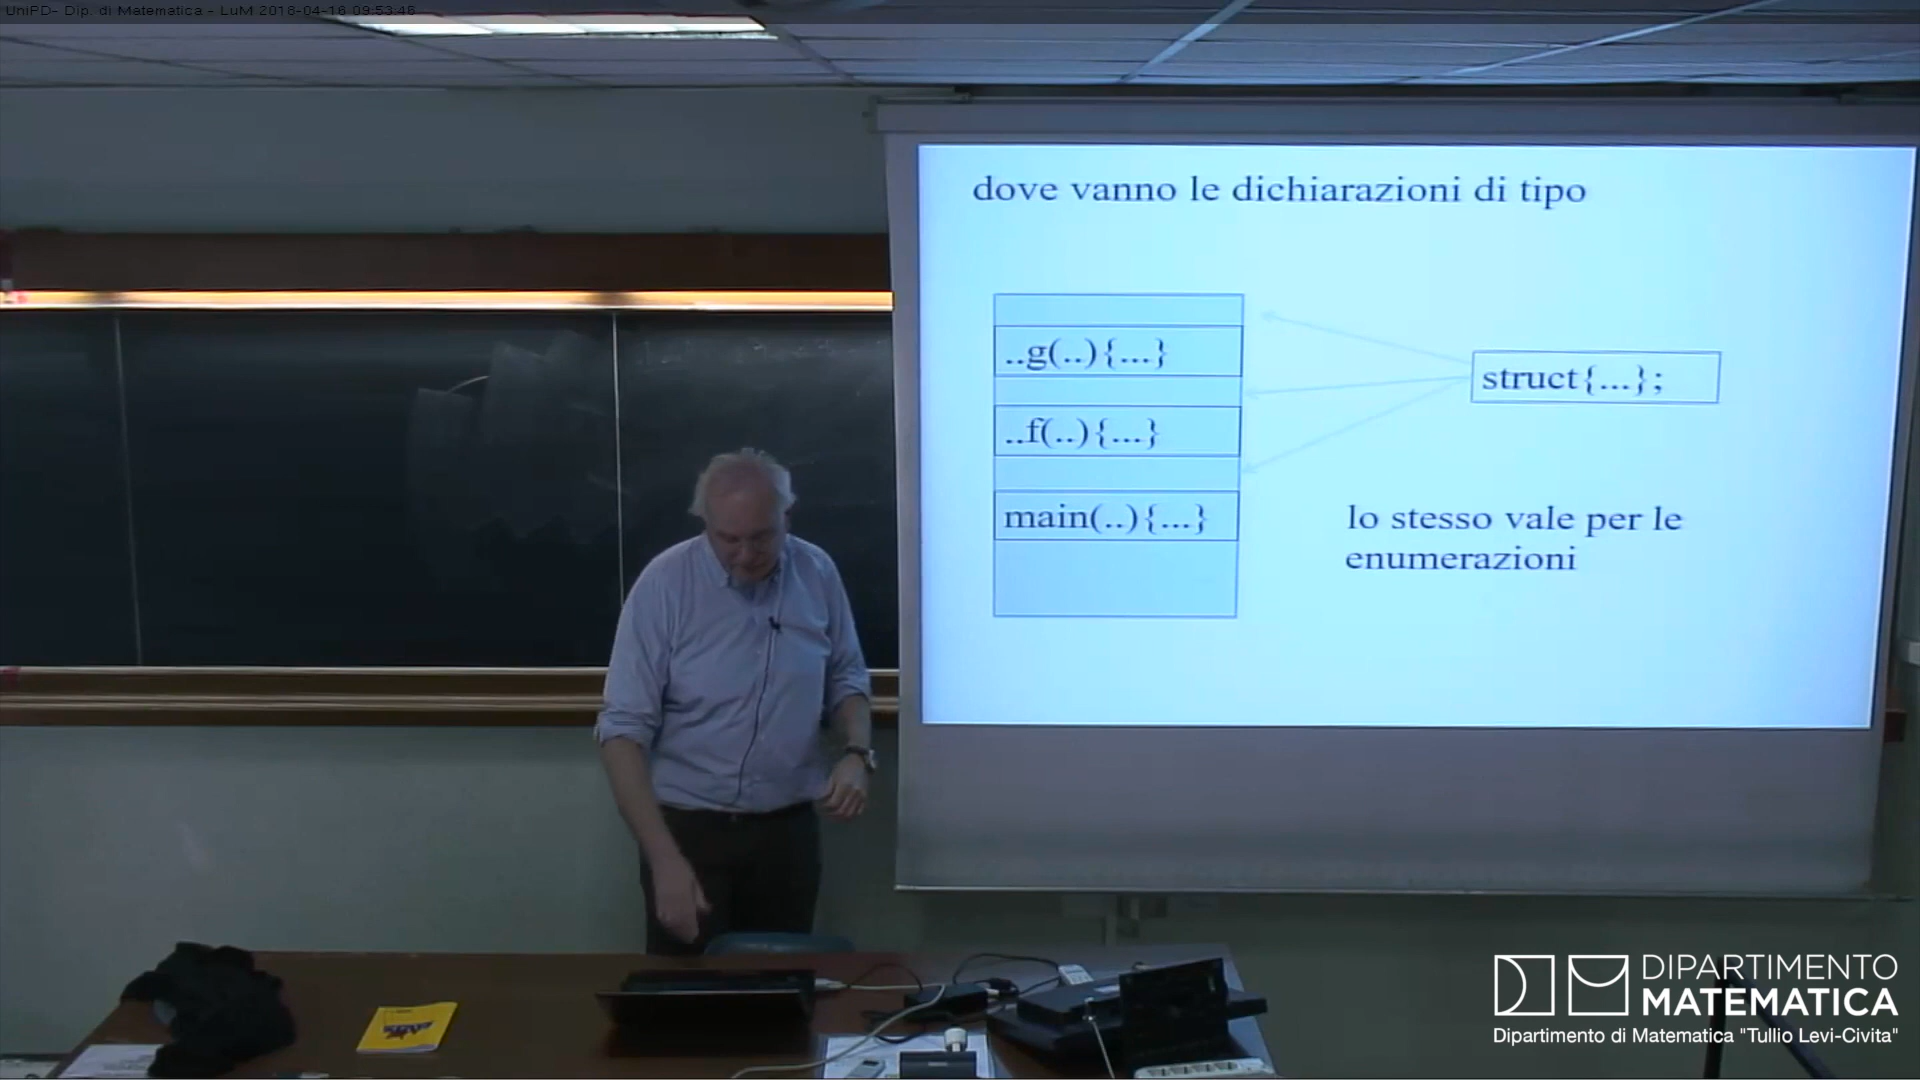 UniPD- Dip. di Matematica - LuM 2018-04-16 09:53:46
dove vanno le dichiarazioni di tipo
..g(..){...}
struct{...};
..f(..){...}
main(..){...}
lo stesso vale per le
enumerazioni
DIPARTIMENTO
MATEMATICA
Dipartimento di Matematica "Tullio Levi-Civita"